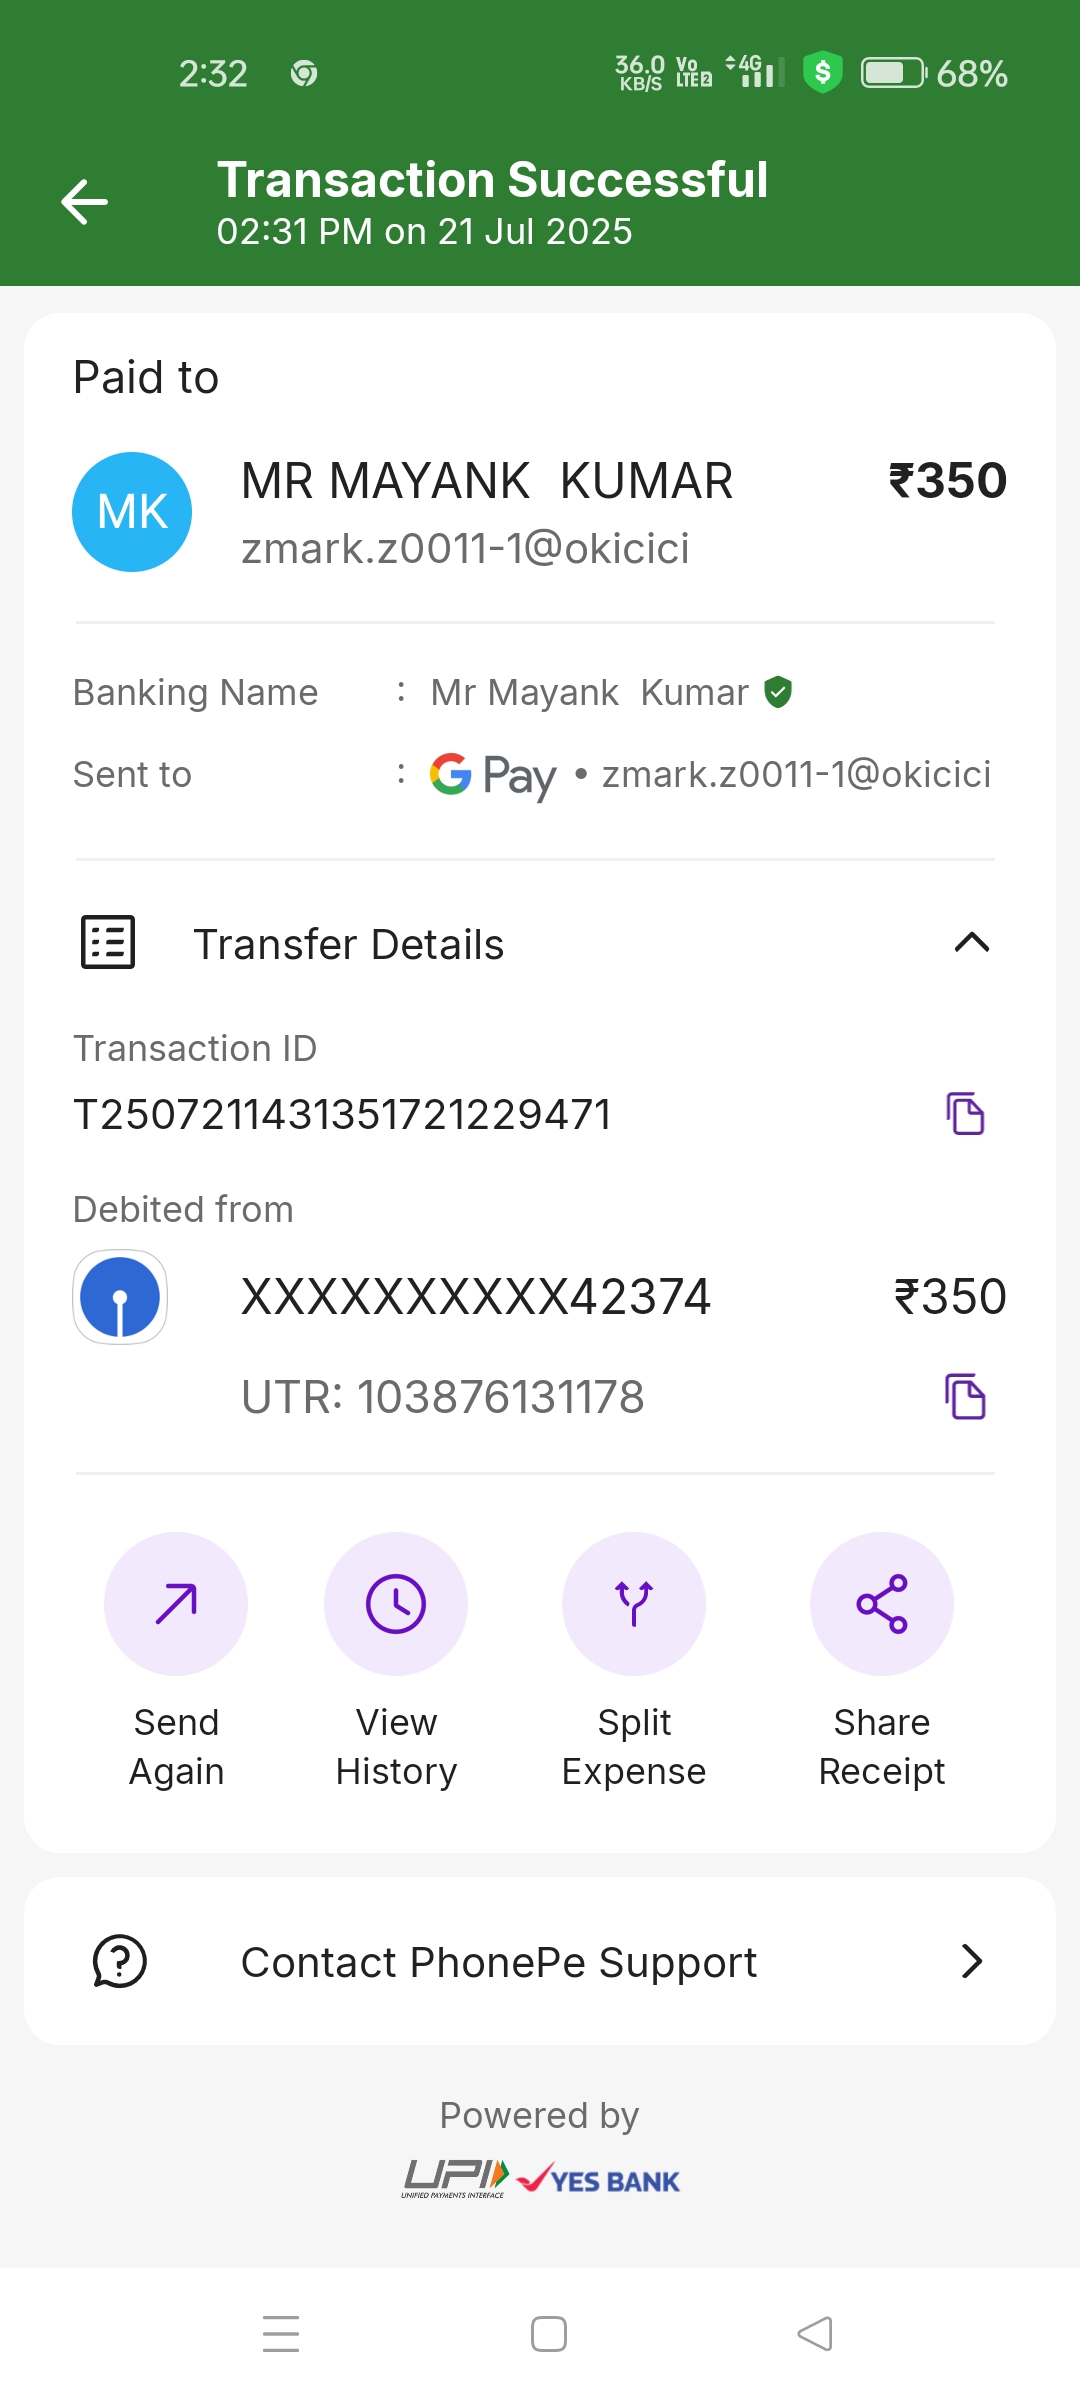 2:32
36.0 KB/S Vo LTE 2 4G $ 68%
Transaction Successful
02:31 PM on 21 Jul 2025
Paid to
MK
MR MAYANK  KUMAR ₹350
zmark.z0011-1@okicici
Banking Name : Mr Mayank  Kumar
Sent to : G Pay • zmark.z0011-1@okicici
Transfer Details
Transaction ID
T2507211431351721229471
Debited from
XXXXXXXXXX42374 ₹350
UTR: 103876131178
Send Again
View History
Split Expense
Share Receipt
Contact PhonePe Support
Powered by
UPI YES BANK
UNIFIED PAYMENTS INTERFACE